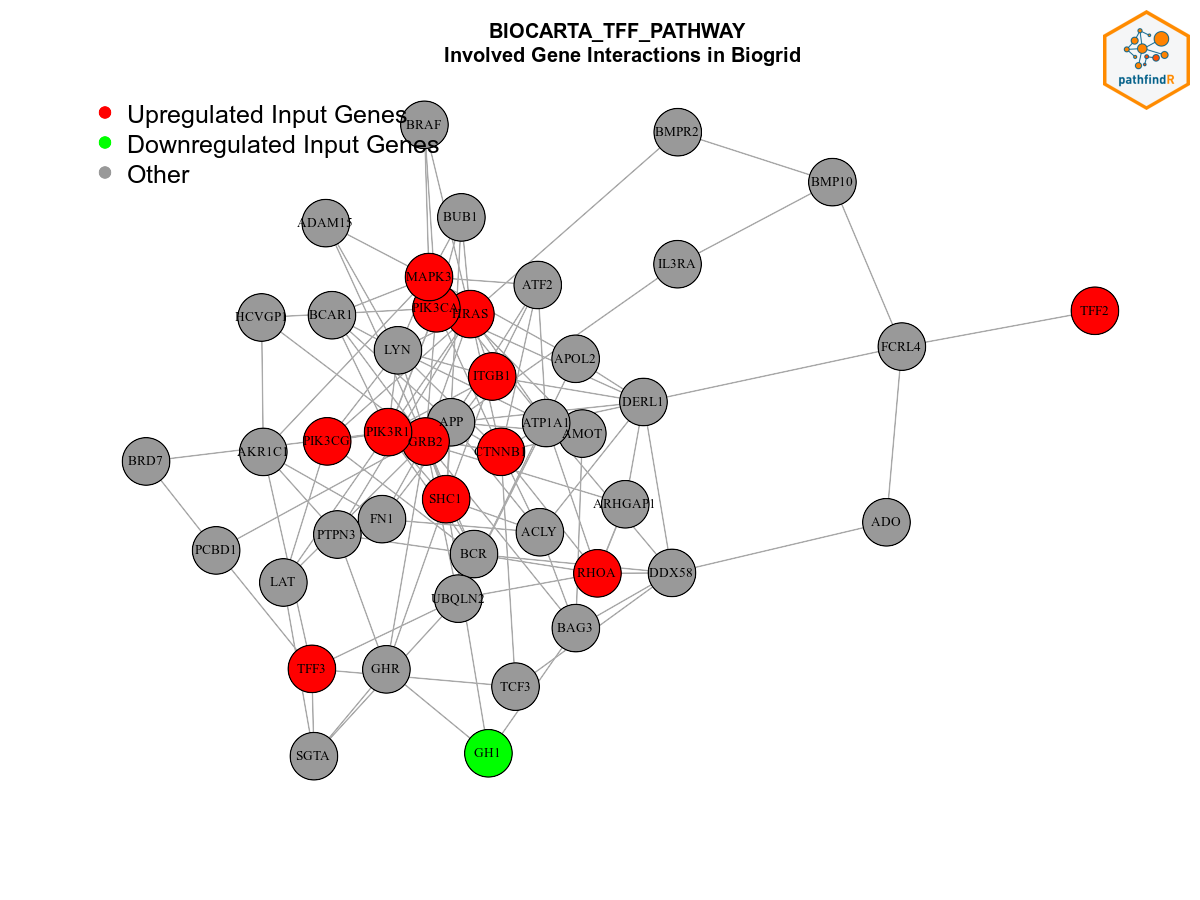 BIOCARTA_TFF_PATHWAY
Involved Gene Interactions in Biogrid
pathfindR
Upregulated Input Genes
Downregulated Input Genes
Other
BRAF
BMPR2
BMP10
ADAM15
BUB1
IL3RA
MAPK3
ATF2
PIK3CA
HRAS
TFF2
HCVGP1
BCAR1
LYN
APOL2
FCRL4
ITGB1
DERL1
APP
ATP1A1
AMOT
PIK3CG
PIK3R1
GRB2
CTNNB1
BRD7
AKR1C1
SHC1
ARHGAP1
FN1
ADO
PTPN3
ACLY
PCBD1
BCR
LAT
RHOA
DDX58
UBQLN2
BAG3
TFF3
GHR
TCF3
SGTA
GH1